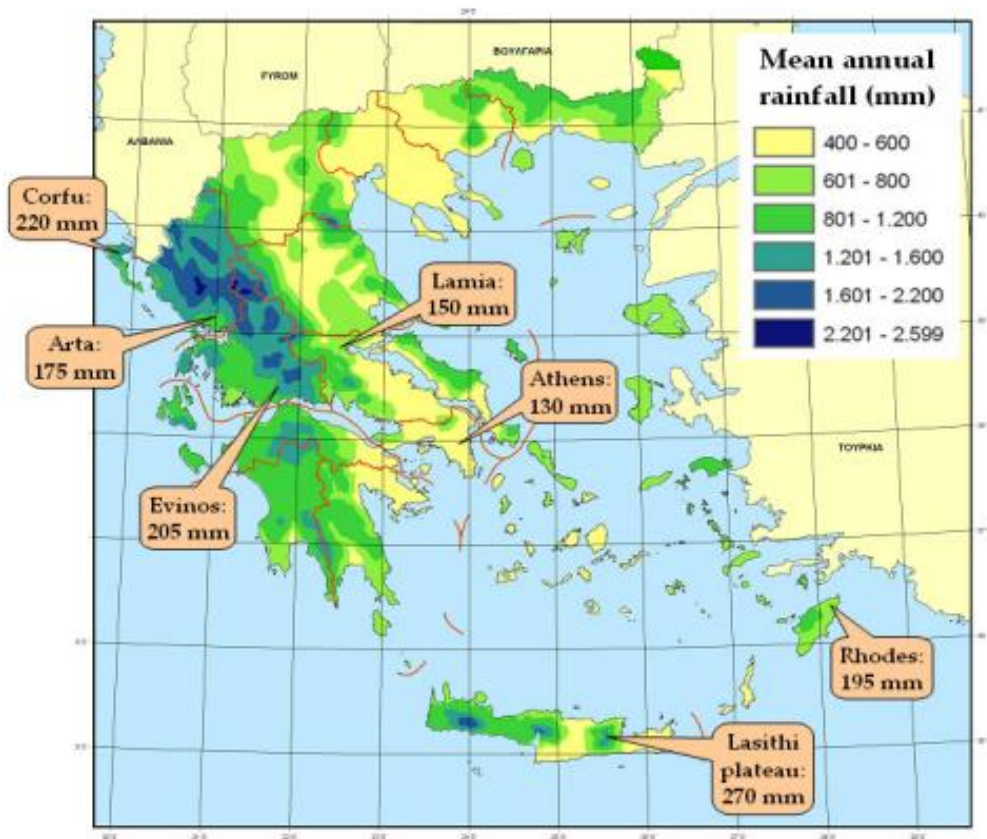 ΒΟΥΛΓΑΡΙΑ
FYROM
ΑΛΒΑΝΙΑ
ΤΟΥΡΚΙΑ
Mean annual
rainfall (mm)
400 - 600
601 - 800
801 - 1.200
1.201 - 1.600
1.601 - 2.200
2.201 - 2.599
Corfu:
220 mm
Lamia:
150 mm
Arta:
175 mm
Athens:
130 mm
Evinos:
205 mm
Rhodes:
195 mm
Lasithi
plateau:
270 mm